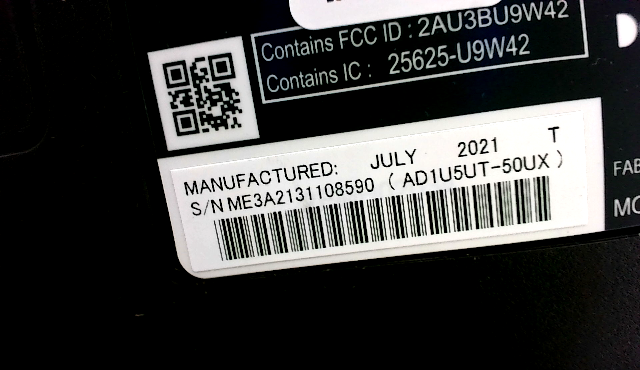 Contains FCC ID : 2AU3BU9W42
Contains IC : 25625-U9W42
MANUFACTURED: JULY 2021 T
S/N ME3A2131108590 ( AD1U5UT-50UX )